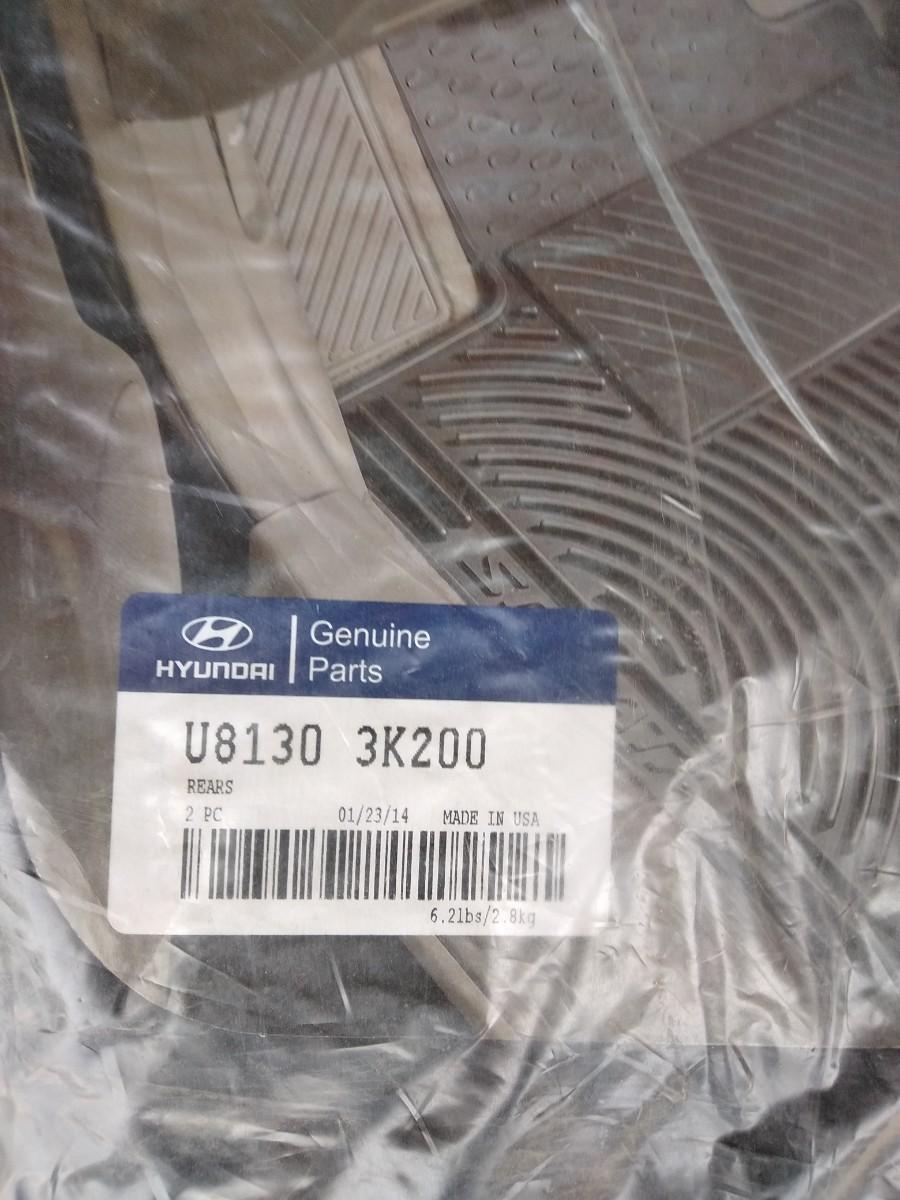 HYUNDAI
Genuine
Parts
U8130 3K200
REARS
2 PC 01/23/14 MADE IN USA
6.2lbs/2.8kg